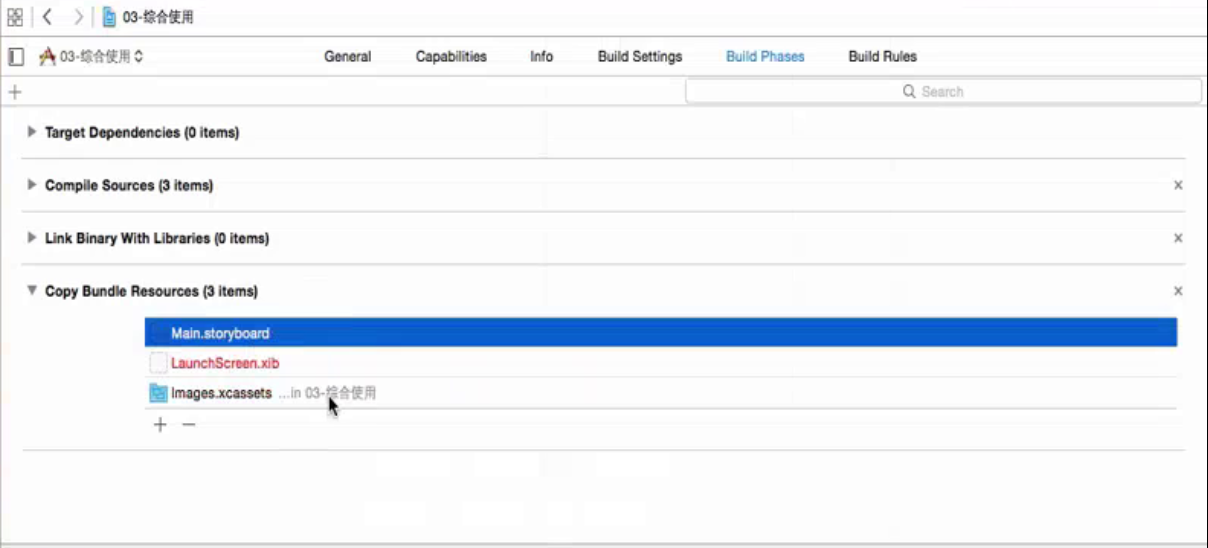 03-综合使用
03-综合使用 General Capabilities Info Build Settings Build Phases Build Rules
Search
Target Dependencies (0 items)
Compile Sources (3 items)
Link Binary With Libraries (0 items)
Copy Bundle Resources (3 items)
Main.storyboard
LaunchScreen.xib
Images.xcassets ...in 03-综合使用